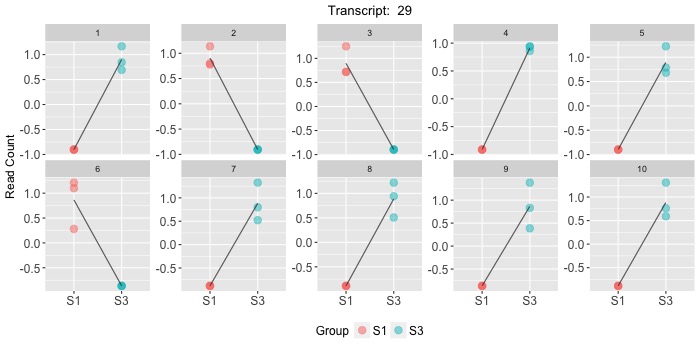 Transcript: 29
1 2 3 4 5
1.0 1.0 1.0 1.0 1.0
0.5 0.5 0.5 0.5 0.5
0.0 0.0 0.0 0.0 0.0
-0.5 -0.5 -0.5 -0.5 -0.5
-1.0 -1.0 -1.0 -1.0 -1.0
Read Count
6 7 8 9 10
1.0 1.0 1.0 1.0 1.0
0.5 0.5 0.5 0.5 0.5
0.0 0.0 0.0 0.0 0.0
-0.5 -0.5 -0.5 -0.5 -0.5
S1 S3 S1 S3 S1 S3 S1 S3 S1 S3
Group S1 S3